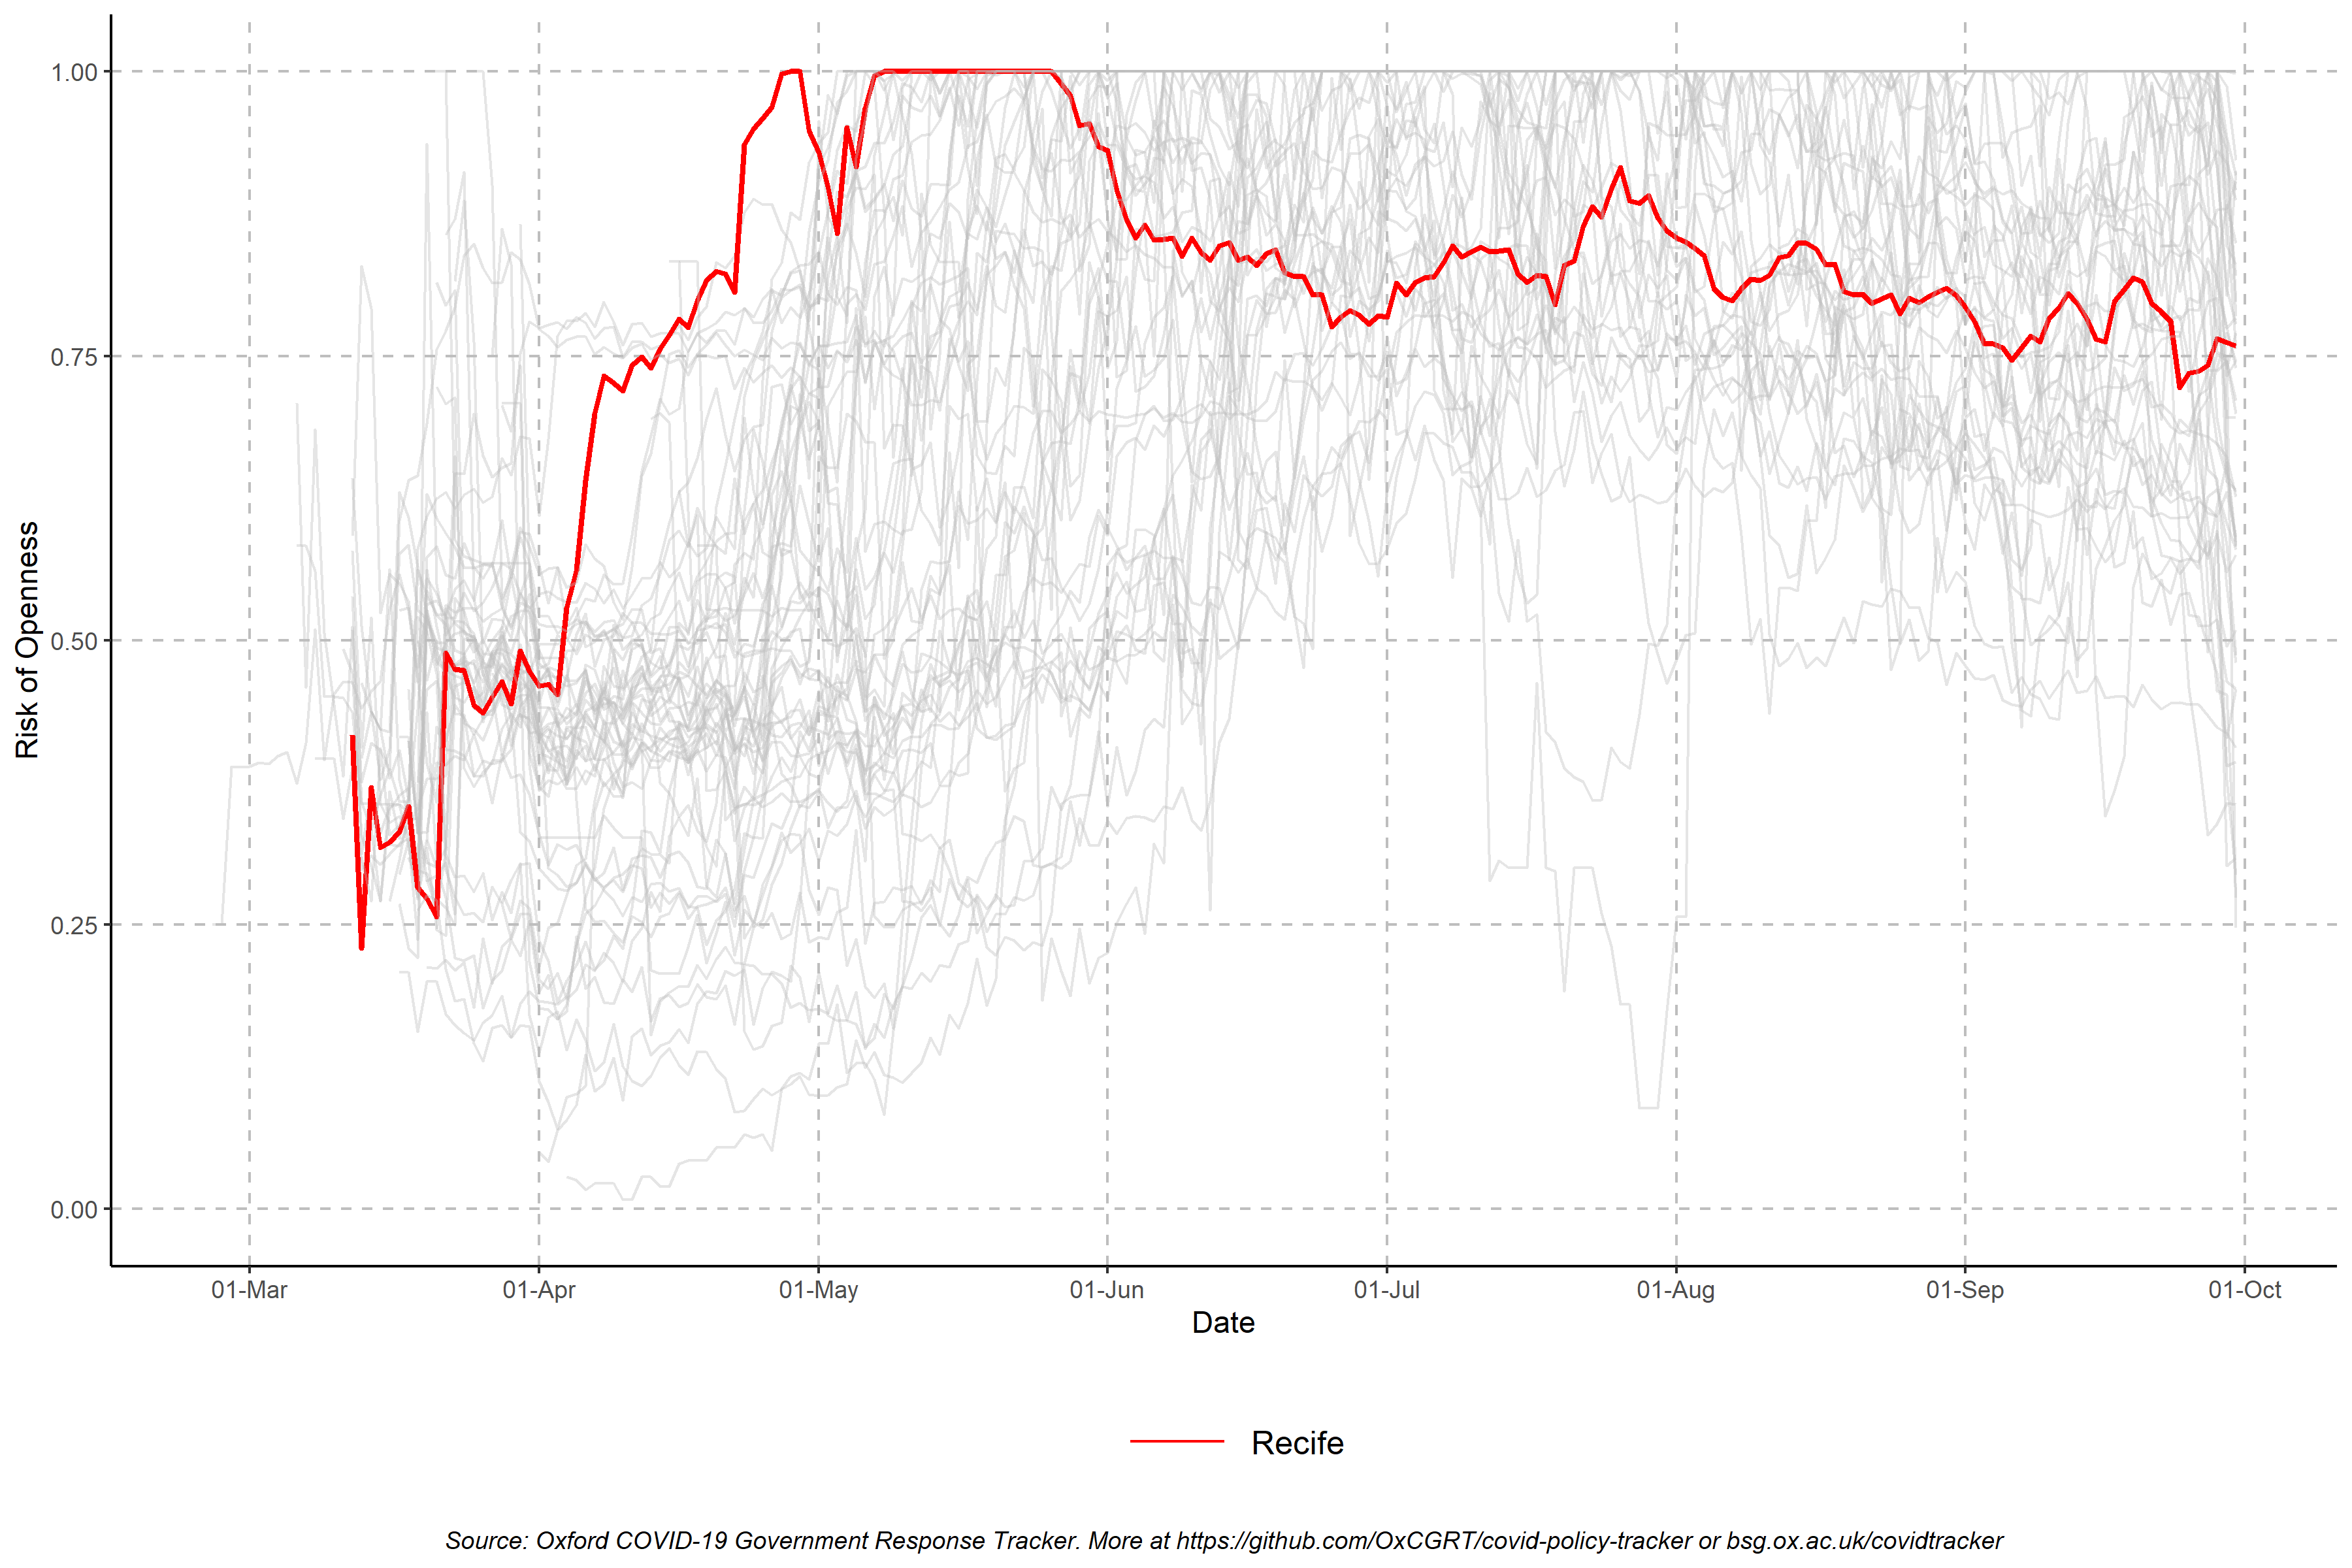 Risk of Openness
1.00
0.75
0.50
0.25
0.00
01-Mar 01-Apr 01-May 01-Jun 01-Jul 01-Aug 01-Sep 01-Oct
Date
Recife
Source: Oxford COVID-19 Government Response Tracker. More at https://github.com/OxCGRT/covid-policy-tracker or bsg.ox.ac.uk/covidtracker